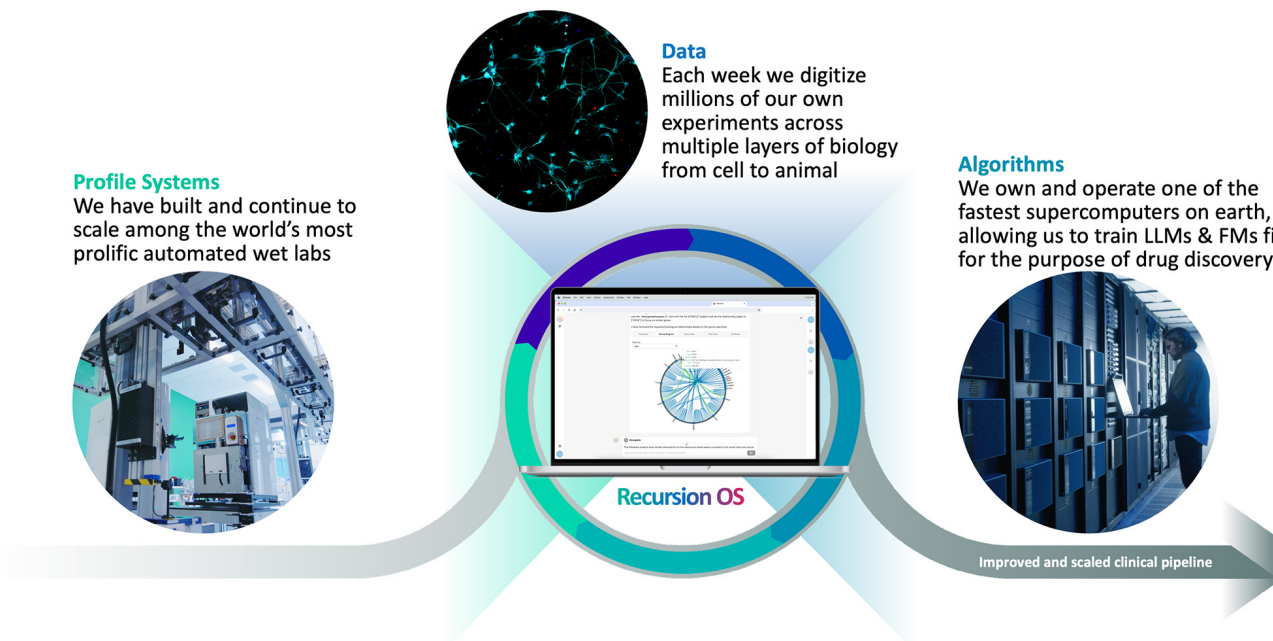 Data
Each week we digitize
millions of our own
experiments across
multiple layers of biology
from cell to animal
Profile Systems
We have built and continue to
scale among the world's most
prolific automated wet labs
Algorithms
We own and operate one of the
fastest supercomputers on earth,
allowing us to train LLMs & FMs fi
for the purpose of drug discovery
Recursion OS
Improved and scaled clinical pipeline